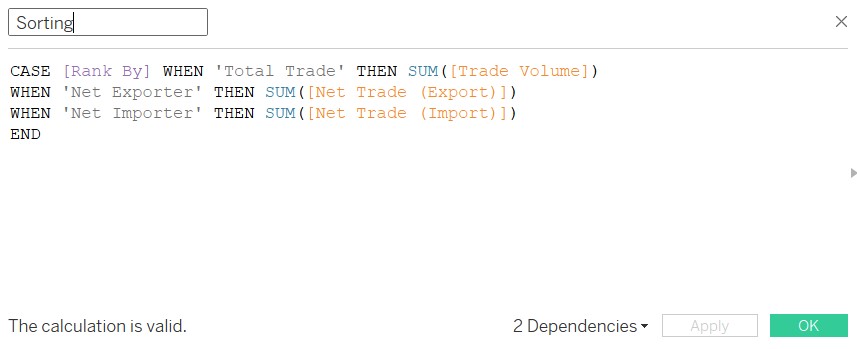 Sorting
CASE [Rank By] WHEN 'Total Trade' THEN SUM([Trade Volume])
WHEN 'Net Exporter' THEN SUM([Net Trade (Export)])
WHEN 'Net Importer' THEN SUM([Net Trade (Import)])
END
The calculation is valid.
2 Dependencies
Apply
OK